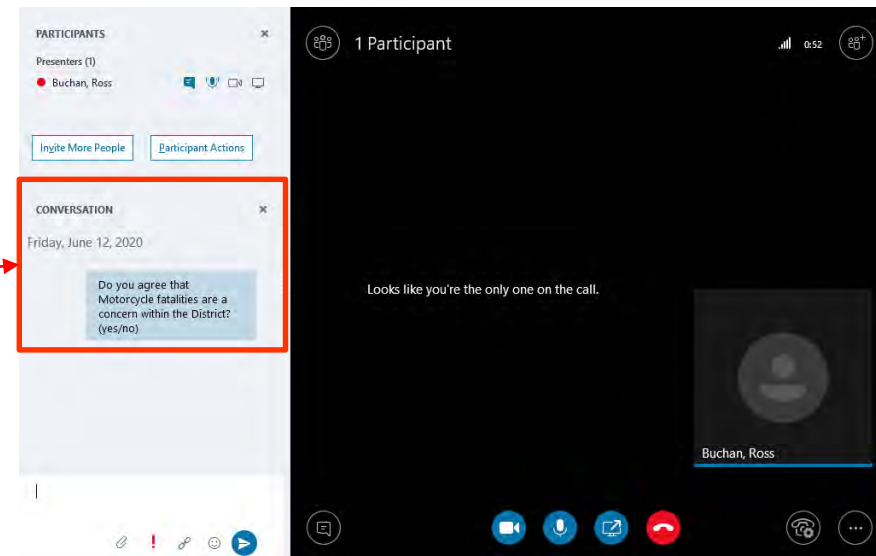 PARTICIPANTS
Presenters (1)
Buchan, Ross
Invite More People
Participant Actions
CONVERSATION
Friday, June 12, 2020
Do you agree that
Motorcycle fatalities are a
concern within the District?
(yes/no)
1 Participant
0:52
Looks like you're the only one on the call.
Buchan, Ross